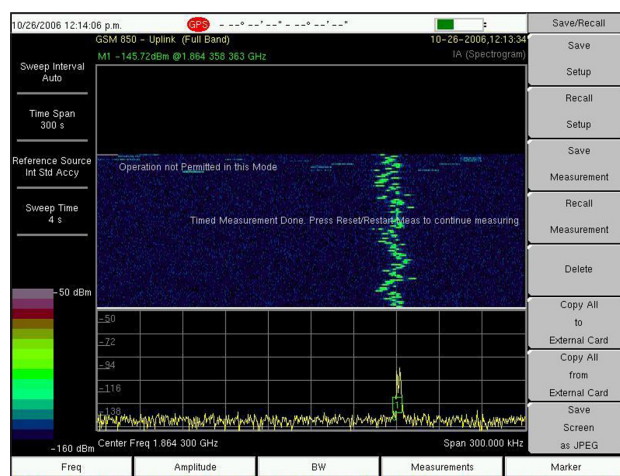 10/26/2006 12:14:06 p.m.
GPS
- --° --'--" - --° --'--"
Save/Recall
GSM 850 - Uplink (Full Band)
10-26-2006,12:13:34
M1 -145.72dBm @1.864 358 363 GHz
IA (Spectrogram)
Sweep Interval
Auto
Time Span
300 s
Reference Source
Int Std Accy
Sweep Time
4 s
Operation not Permitted in this Mode
Timed Measurement Done. Press Reset/Restart Meas to continue measuring
-50 dBm
-160 dBm
-50
-72
-94
-116
-138
1
Center Freq 1.864 300 GHz
Span 300.000 kHz
Save
Setup
Recall
Setup
Save
Measurement
Recall
Measurement
Delete
Copy All
to
External Card
Copy All
from
External Card
Save
Screen
as JPEG
Freq
Amplitude
BW
Measurements
Marker